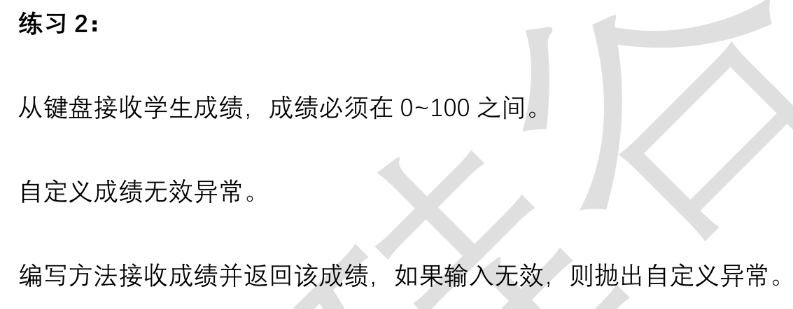 练习 2：
从键盘接收学生成绩，成绩必须在 0~100 之间。
自定义成绩无效异常。
编写方法接收成绩并返回该成绩，如果输入无效，则抛出自定义异常。